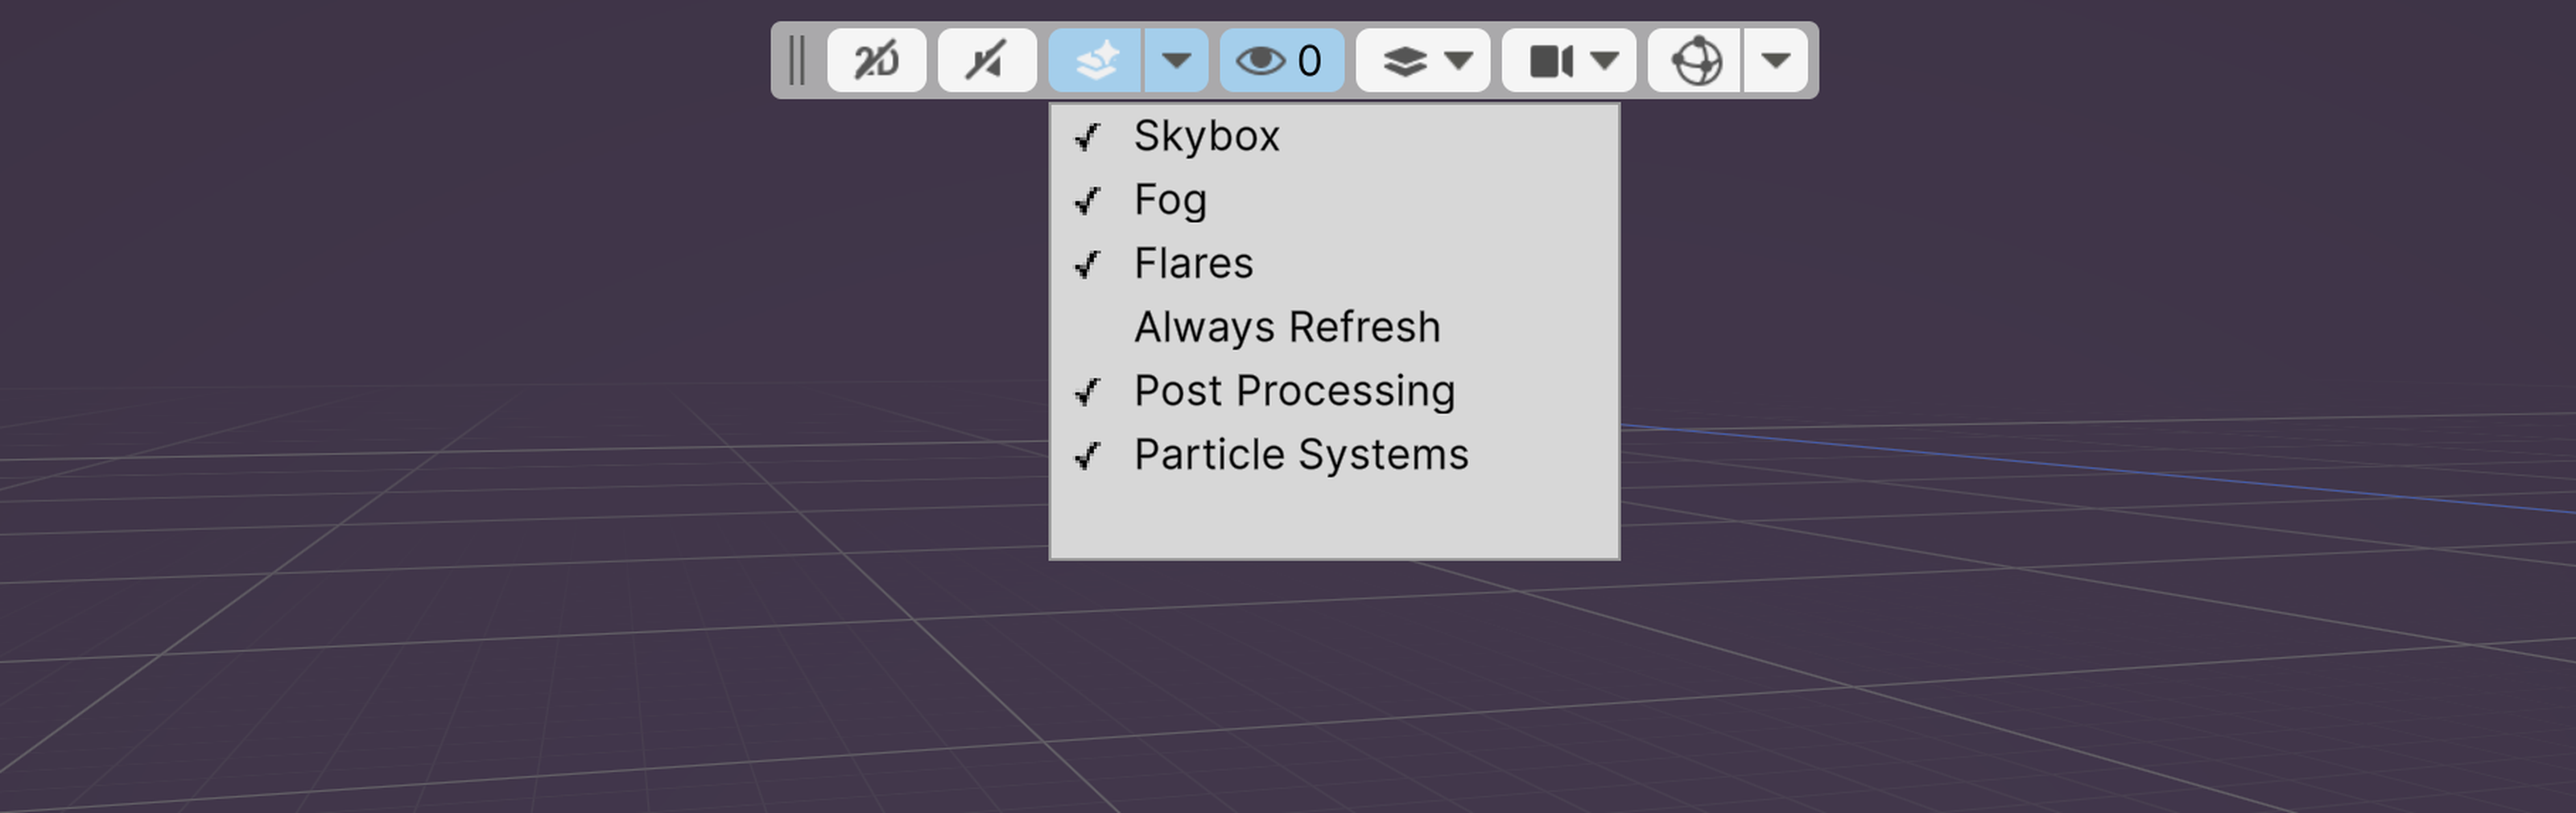 2D
0
Skybox
Fog
Flares
Always Refresh
Post Processing
Particle Systems